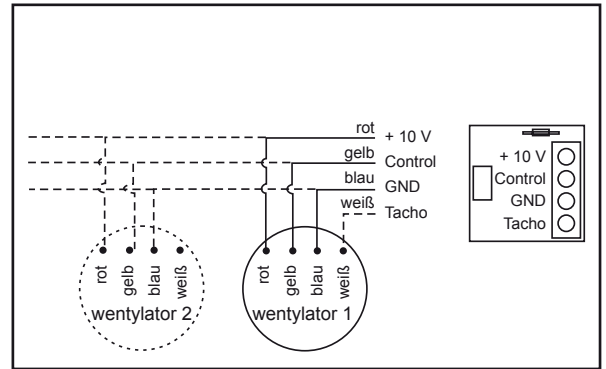 rot + 10 V
gelb Control
blau GND
weiß Tacho
+ 10 V
Control
GND
Tacho
rot gelb blau weiß
wentylator 2
rot gelb blau weiß
wentylator 1